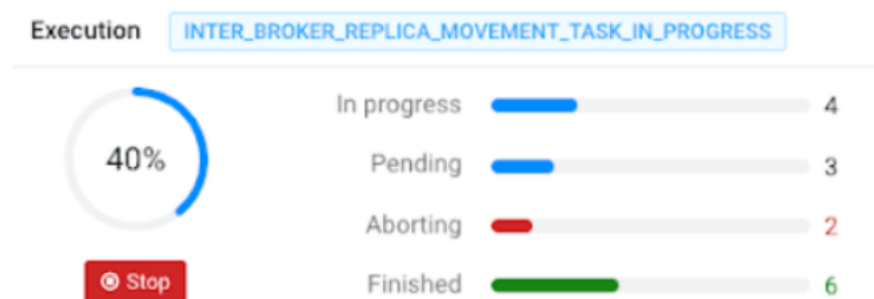 Execution INTER_BROKER_REPLICA_MOVEMENT_TASK_IN_PROGRESS
40%
Stop
In progress 4
Pending 3
Aborting 2
Finished 6